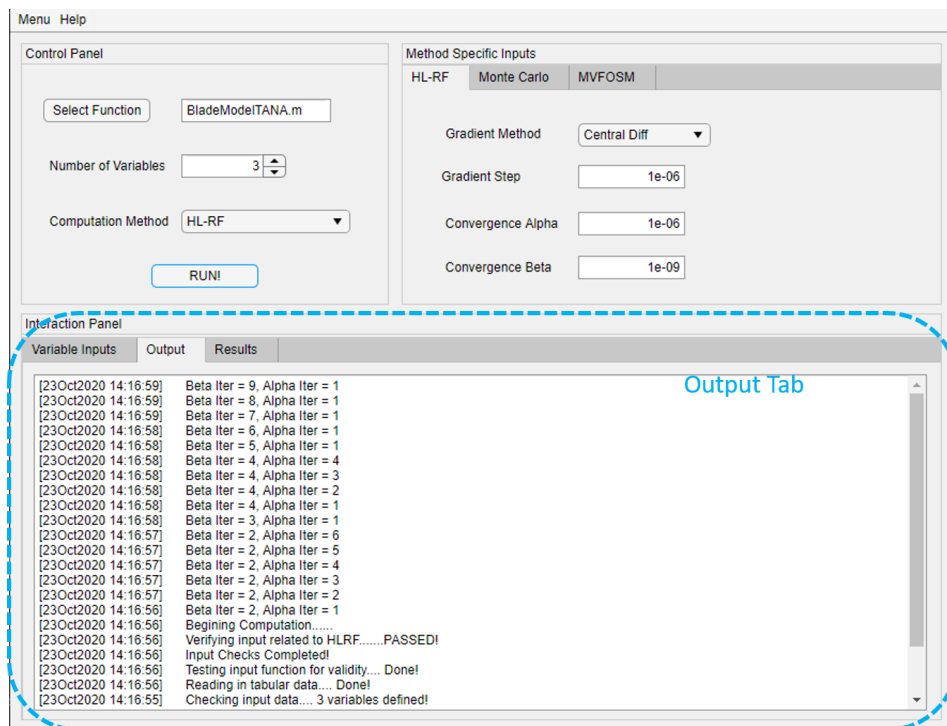 Menu Help
Control Panel
Select Function BladeModelTANA.m
Number of Variables 3
Computation Method HL-RF
RUN!
Method Specific Inputs
HL-RF Monte Carlo MVFOSM
Gradient Method Central Diff
Gradient Step 1e-06
Convergence Alpha 1e-06
Convergence Beta 1e-09
Interaction Panel
Variable Inputs Output Results
Output Tab
[23Oct2020 14:16:59] Beta Iter = 9, Alpha Iter = 1
[23Oct2020 14:16:59] Beta Iter = 8, Alpha Iter = 1
[23Oct2020 14:16:59] Beta Iter = 7, Alpha Iter = 1
[23Oct2020 14:16:58] Beta Iter = 6, Alpha Iter = 1
[23Oct2020 14:16:58] Beta Iter = 5, Alpha Iter = 1
[23Oct2020 14:16:58] Beta Iter = 4, Alpha Iter = 4
[23Oct2020 14:16:58] Beta Iter = 4, Alpha Iter = 3
[23Oct2020 14:16:58] Beta Iter = 4, Alpha Iter = 2
[23Oct2020 14:16:58] Beta Iter = 4, Alpha Iter = 1
[23Oct2020 14:16:58] Beta Iter = 3, Alpha Iter = 1
[23Oct2020 14:16:57] Beta Iter = 2, Alpha Iter = 6
[23Oct2020 14:16:57] Beta Iter = 2, Alpha Iter = 5
[23Oct2020 14:16:57] Beta Iter = 2, Alpha Iter = 4
[23Oct2020 14:16:57] Beta Iter = 2, Alpha Iter = 3
[23Oct2020 14:16:57] Beta Iter = 2, Alpha Iter = 2
[23Oct2020 14:16:56] Beta Iter = 2, Alpha Iter = 1
[23Oct2020 14:16:56] Begining Computation......
[23Oct2020 14:16:56] Verifying input related to HLRF.......PASSED!
[23Oct2020 14:16:56] Input Checks Completed!
[23Oct2020 14:16:56] Testing input function for validity.... Done!
[23Oct2020 14:16:56] Reading in tabular data.... Done!
[23Oct2020 14:16:55] Checking input data.... 3 variables defined!